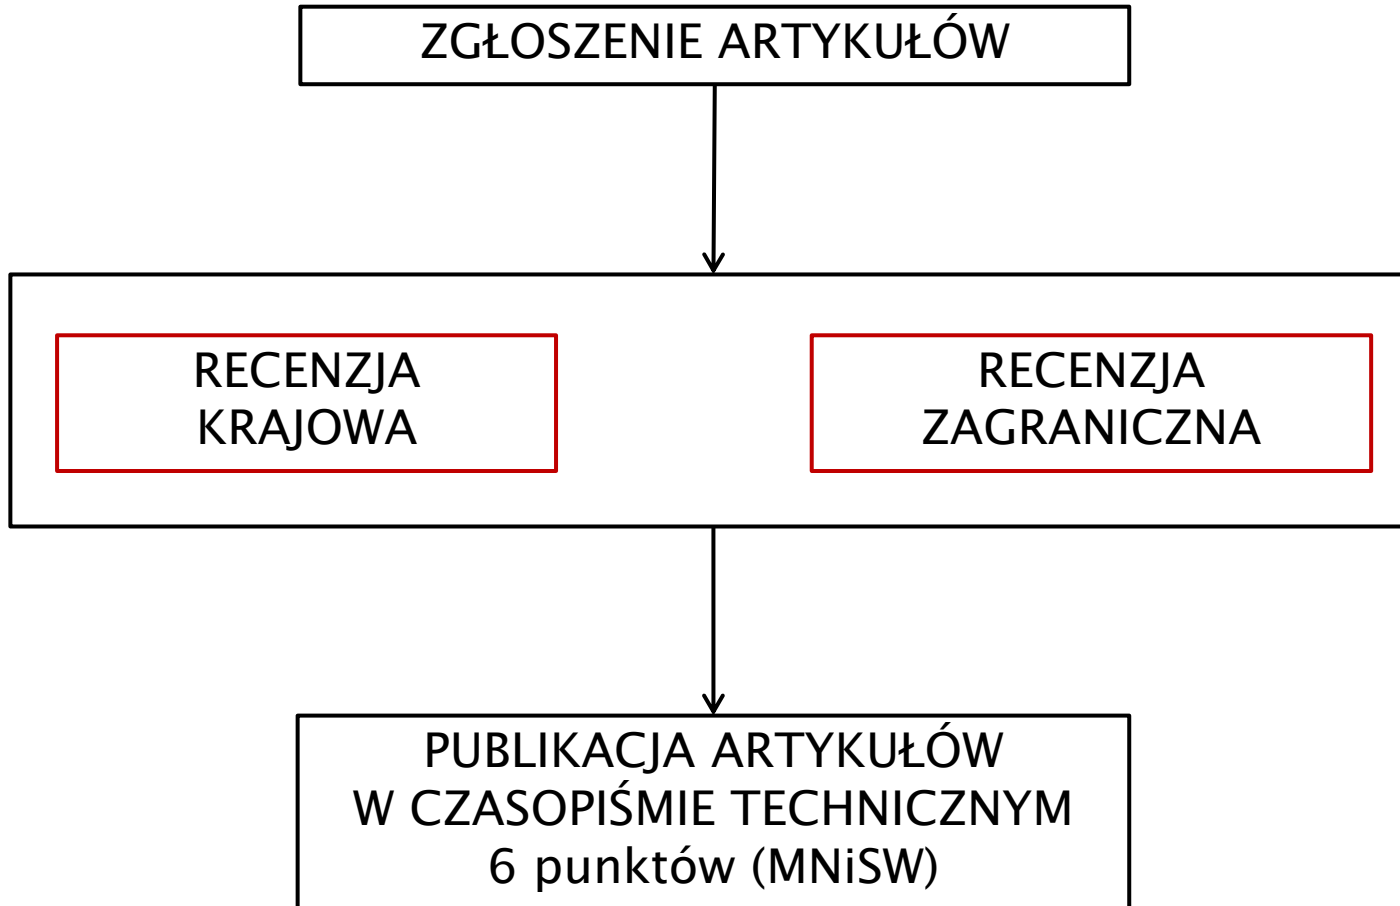 ZGŁOSZENIE ARTYKUŁÓW
RECENZJA
KRAJOWA
RECENZJA
ZAGRANICZNA
PUBLIKACJA ARTYKUŁÓW
W CZASOPIŚMIE TECHNICZNYM
6 punktów (MNiSW)